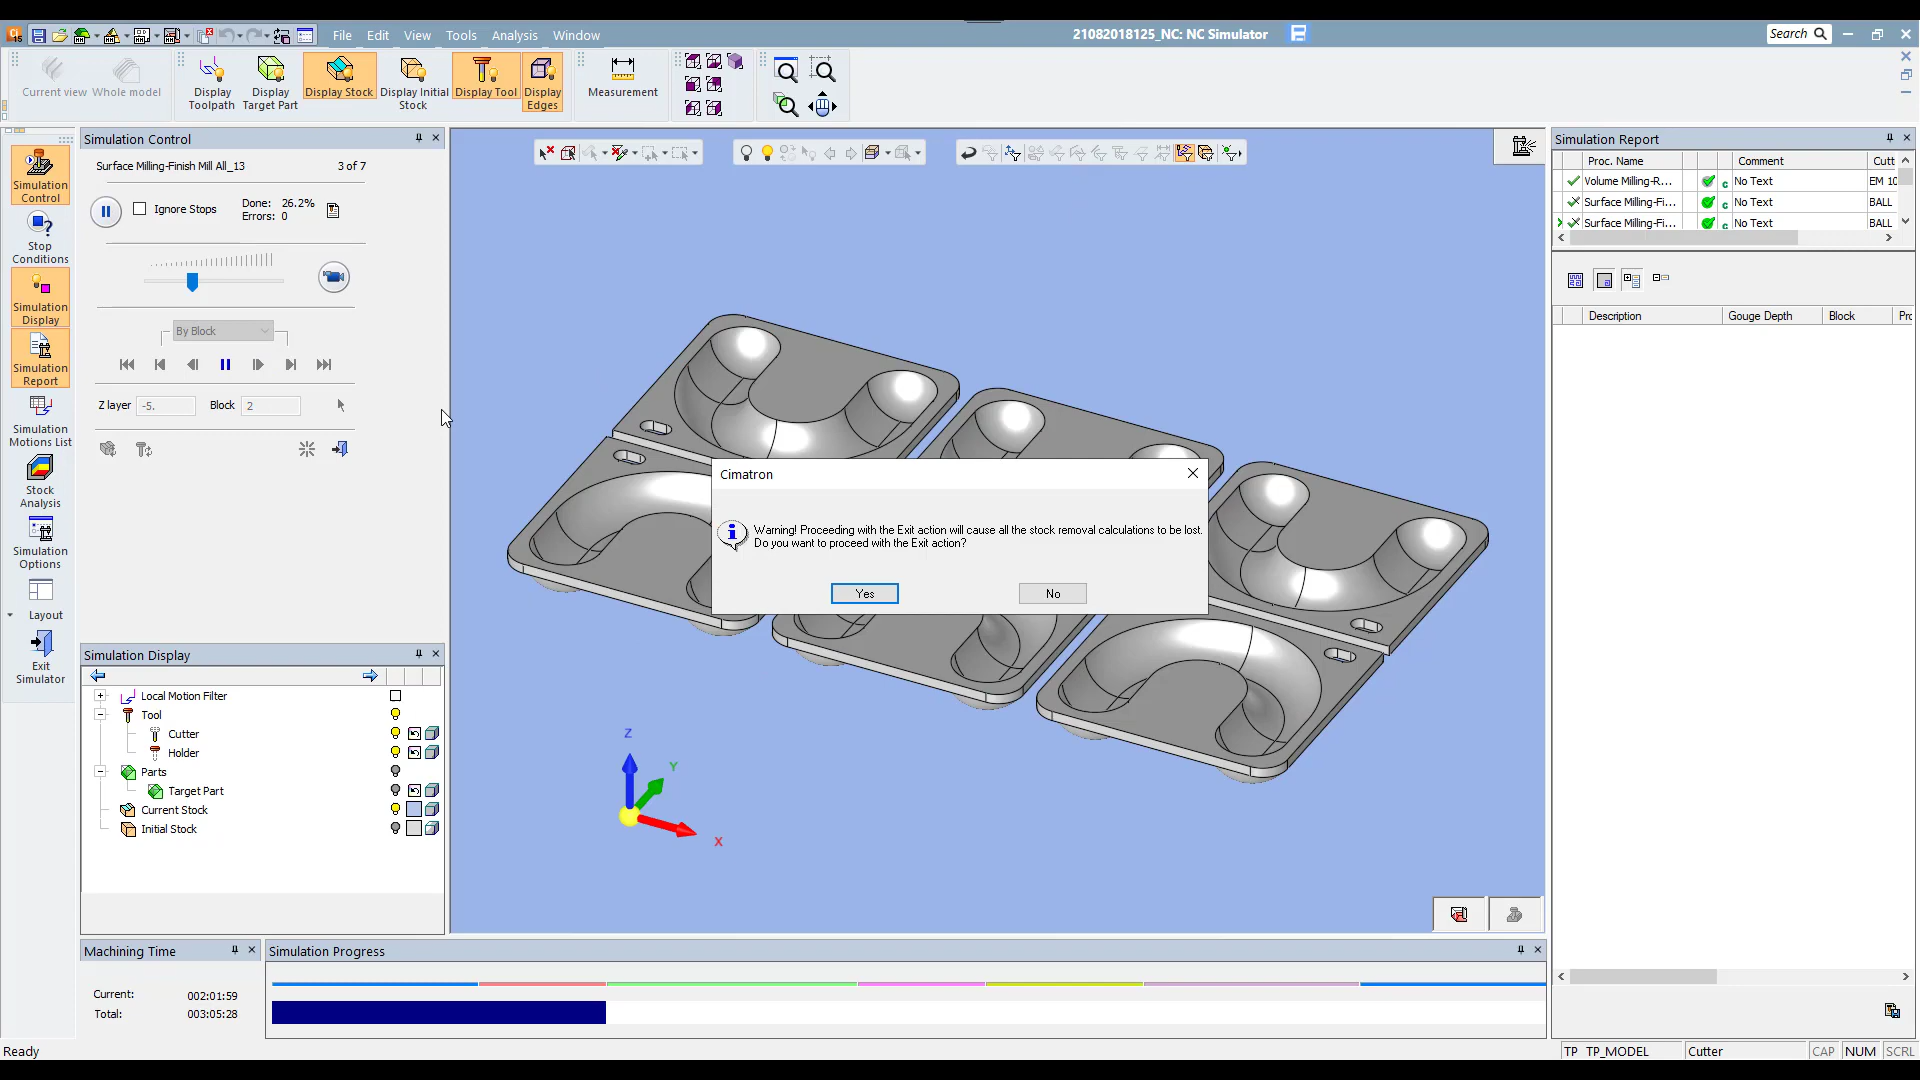 File Edit View Tools Analysis Window
21082018125_NC: NC Simulator
Search
Current view
Whole model
Display Toolpath
Display Target Part
Display Stock
Display Initial Stock
Display Tool
Display Edges
Measurement
Simulation Control
Stop Conditions
Simulation Display
Simulation Report
Simulation Motions List
Stock Analysis
Simulation Options
Layout
Exit Simulator
Simulation Control
Surface Milling-Finish Mill All_13 3 of 7
Ignore Stops
Done: 26.2%
Errors: 0
By Block
Z layer -5. Block 2
Simulation Display
Local Motion Filter
Tool
Cutter
Holder
Parts
Target Part
Current Stock
Initial Stock
Z
Y
X
Cimatron
Warning! Proceeding with the Exit action will cause all the stock removal calculations to be lost.
Do you want to proceed with the Exit action?
Yes No
Simulation Report
Proc. Name Comment Cutt
Volume Milling-R... c No Text EM 10
Surface Milling-Fi... c No Text BALL
Surface Milling-Fi... c No Text BALL
Description Gouge Depth Block Pro
Machining Time
Current: 002:01:59
Total: 003:05:28
Simulation Progress
Ready
TP TP_MODEL Cutter CAP NUM SCRL